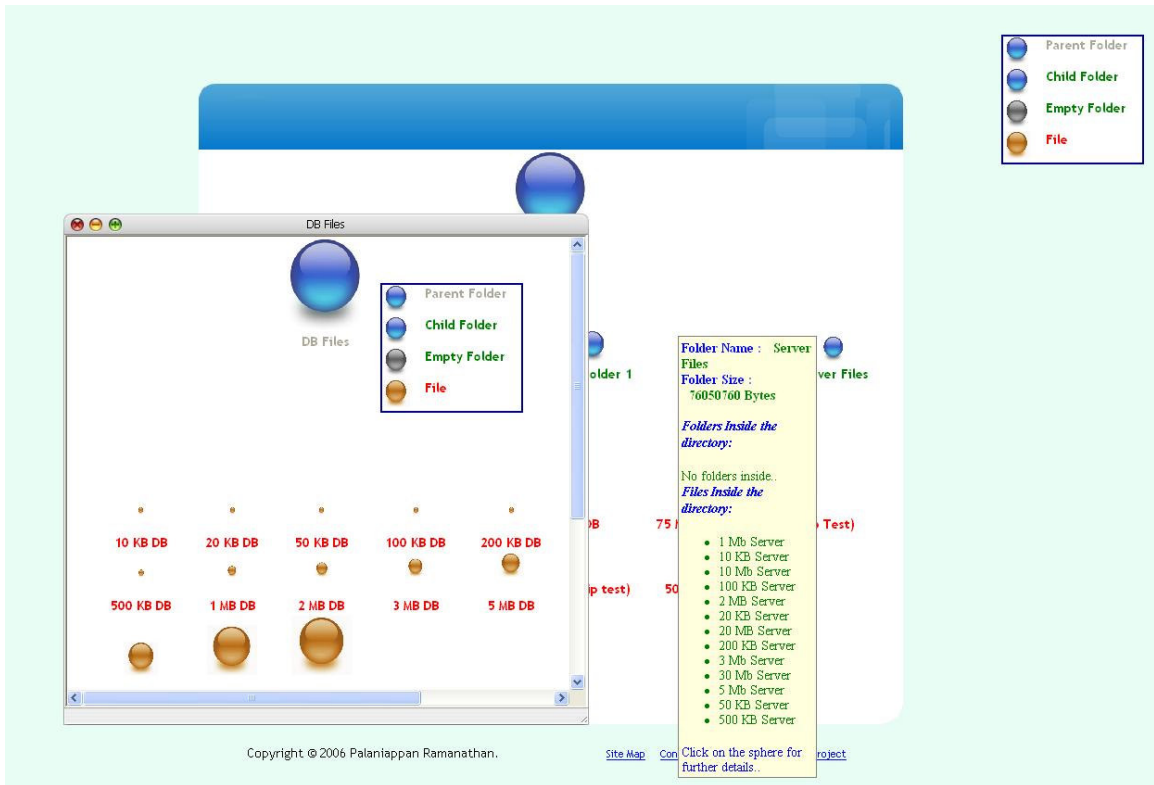 Parent Folder
Child Folder
Empty Folder
File
DB Files
DB Files
Parent Folder
Child Folder
Empty Folder
File
10 KB DB 20 KB DB 50 KB DB 100 KB DB 200 KB DB
500 KB DB 1 MB DB 2 MB DB 3 MB DB 5 MB DB
older 1
ver Files
DB
75
Test)
ip test)
50
Folder Name : Server
Files
Folder Size :
76050760 Bytes
Folders Inside the
directory:
No folders inside..
Files Inside the
directory:
• 1 Mb Server
• 10 KB Server
• 10 Mb Server
• 100 KB Server
• 2 MB Server
• 20 KB Server
• 20 MB Server
• 200 KB Server
• 3 Mb Server
• 30 Mb Server
• 5 Mb Server
• 50 KB Server
• 500 KB Server
Click on the sphere for
further details..
Copyright © 2006 Palaniappan Ramanathan.
Site Map Con roject